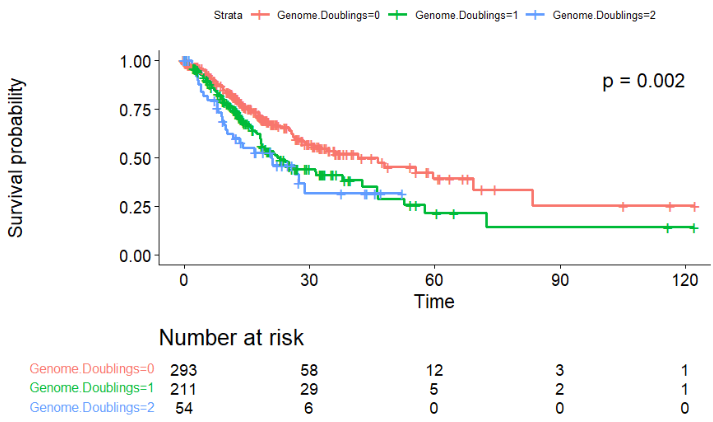 Strata Genome.Doublings=0 Genome.Doublings=1 Genome.Doublings=2
Survival probability
1.00
0.75
0.50
0.25
0.00
p = 0.002
0 30 60 90 120
Time
Number at risk
Genome.Doublings=0 293 58 12 3 1
Genome.Doublings=1 211 29 5 2 1
Genome.Doublings=2 54 6 0 0 0